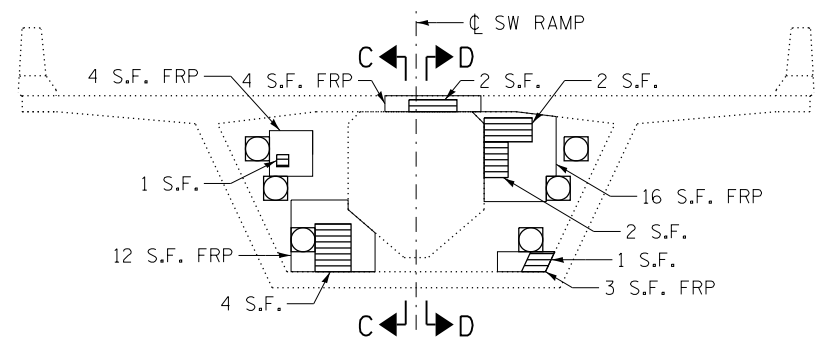 ℄ SW RAMP
C D
4 S.F. FRP 4 S.F. FRP 2 S.F. 2 S.F.
1 S.F.
16 S.F. FRP
2 S.F.
12 S.F. FRP
1 S.F.
3 S.F. FRP
4 S.F.
C D